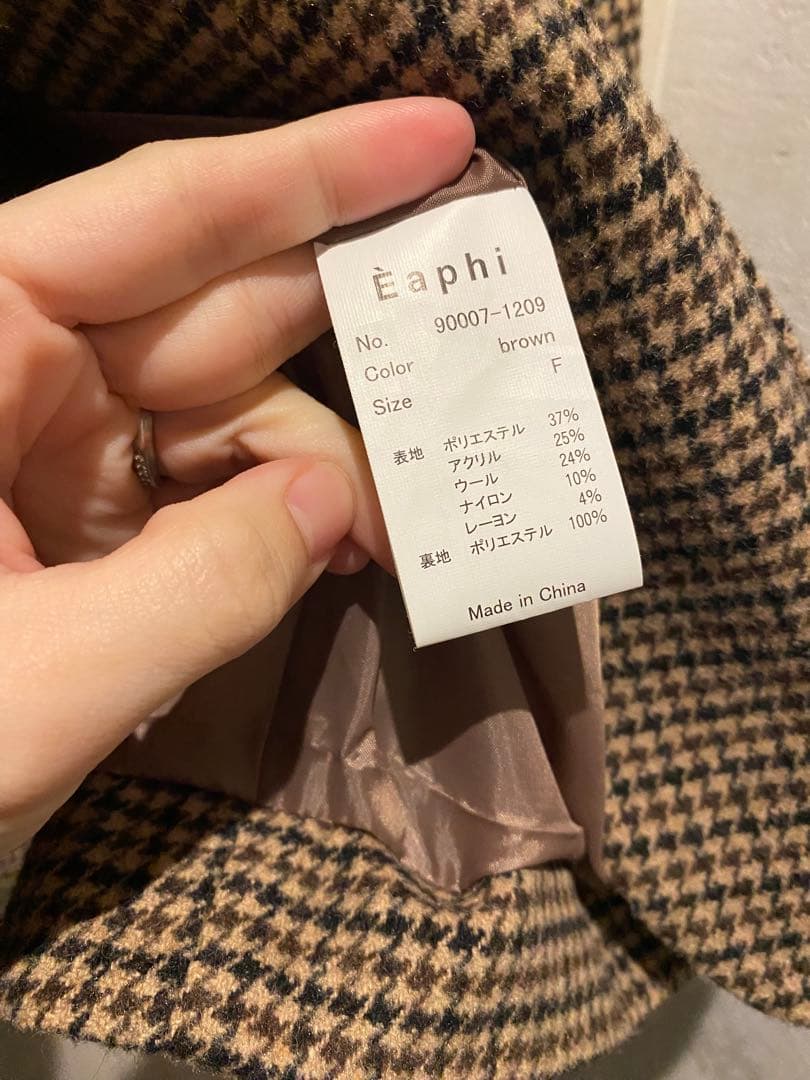 Èaphi
No. 90007-1209
Color brown
Size F
表地 ポリエステル 37%
アクリル 25%
ウール 24%
ナイロン 10%
レーヨン 4%
裏地 ポリエステル 100%
Made in China